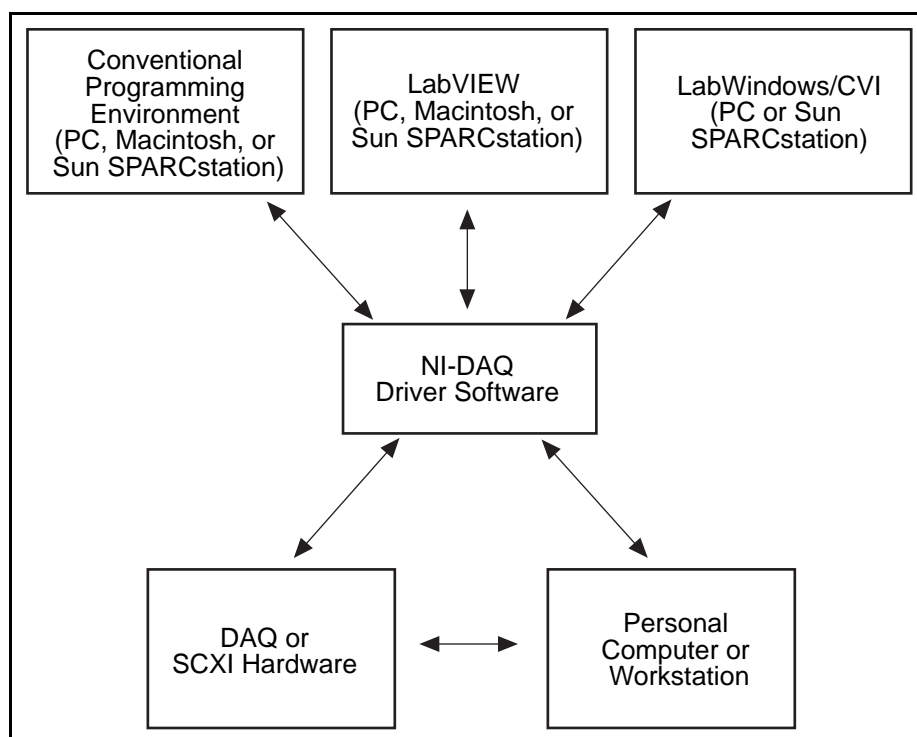 Conventional
Programming
Environment
(PC, Macintosh, or
Sun SPARCstation)
LabVIEW
(PC, Macintosh, or
Sun SPARCstation)
LabWindows/CVI
(PC or Sun
SPARCstation)
NI-DAQ
Driver Software
DAQ or
SCXI Hardware
Personal
Computer or
Workstation